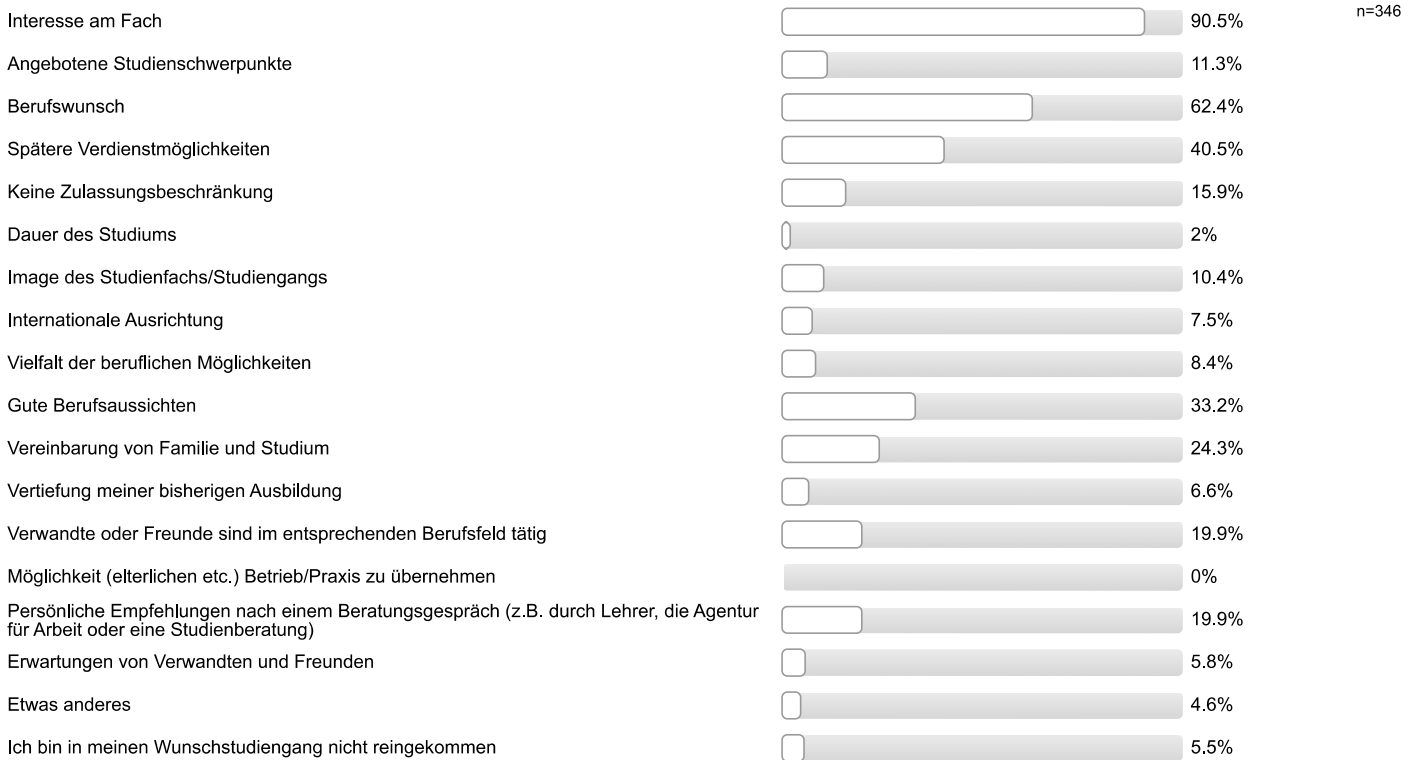 Interesse am Fach 90.5% n=346
Angebotene Studienschwerpunkte 11.3%
Berufswunsch 62.4%
Spätere Verdienstmöglichkeiten 40.5%
Keine Zulassungsbeschränkung 15.9%
Dauer des Studiums 2%
Image des Studienfachs/Studiengangs 10.4%
Internationale Ausrichtung 7.5%
Vielfalt der beruflichen Möglichkeiten 8.4%
Gute Berufsaussichten 33.2%
Vereinbarung von Familie und Studium 24.3%
Vertiefung meiner bisherigen Ausbildung 6.6%
Verwandte oder Freunde sind im entsprechenden Berufsfeld tätig 19.9%
Möglichkeit (elterlichen etc.) Betrieb/Praxis zu übernehmen 0%
Persönliche Empfehlungen nach einem Beratungsgespräch (z.B. durch Lehrer, die Agentur
für Arbeit oder eine Studienberatung) 19.9%
Erwartungen von Verwandten und Freunden 5.8%
Etwas anderes 4.6%
Ich bin in meinen Wunschstudiengang nicht reingekommen 5.5%